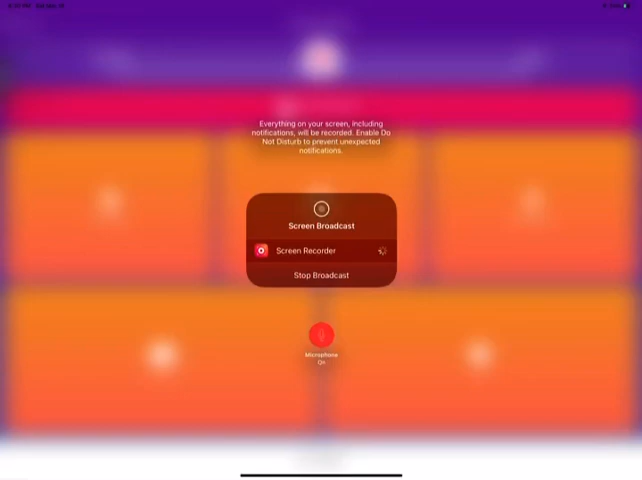 Everything on your screen, including
notifications, will be recorded. Enable Do
Not Disturb to prevent unexpected
notifications.
Screen Broadcast
Screen Recorder
Stop Broadcast
Microphone
On